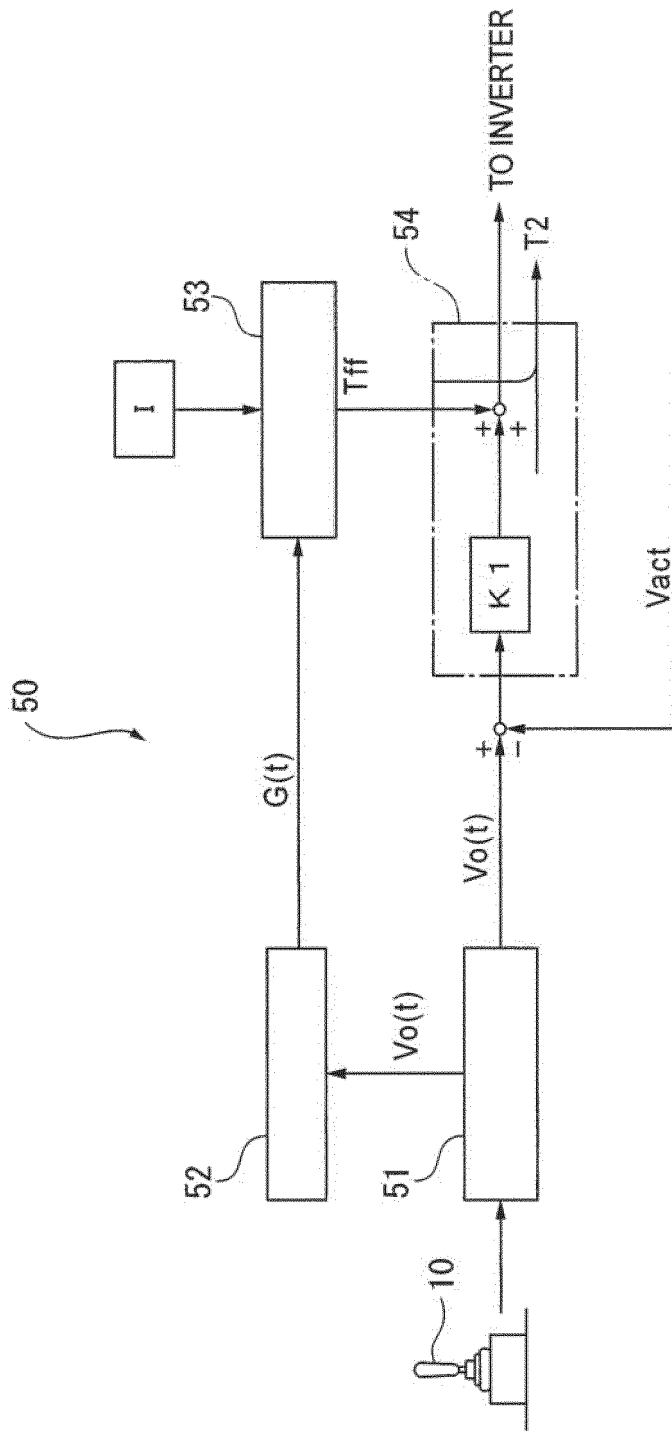 50
I
53
52
G(t)
Tff
54
Vo(t)
51
Vo(t)
+
−
K 1
+
+
TO INVERTER
T2
10
Vact